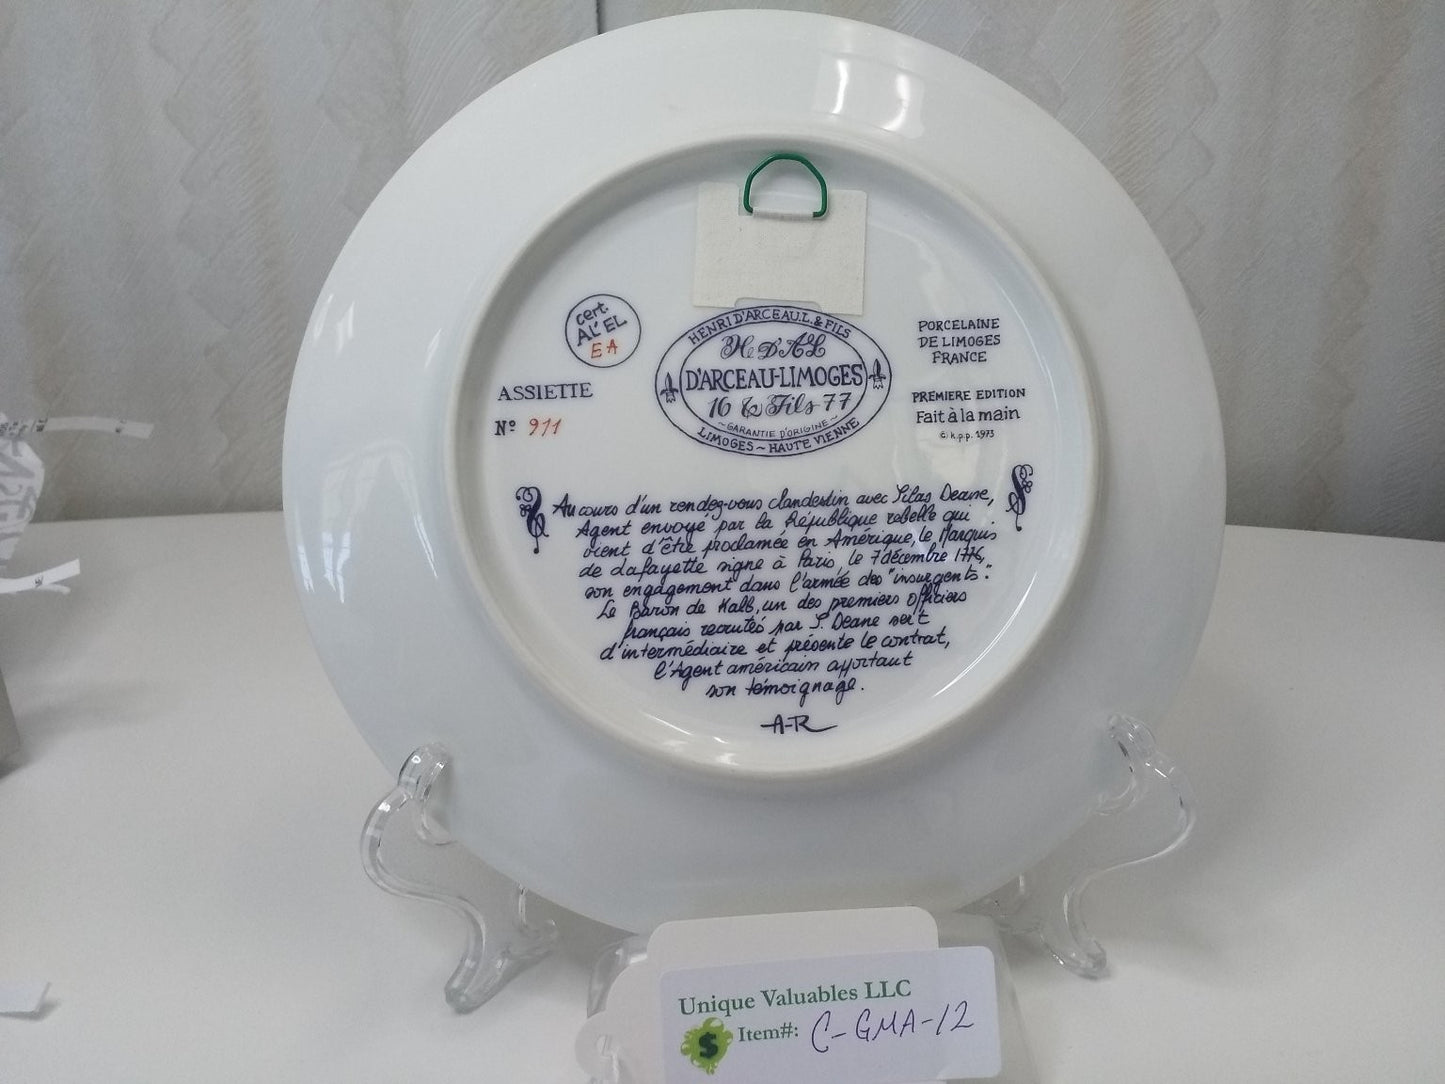 cert.
AL'EL
EA
ASSIETTE
Nº 911
HENRI D'ARCEAU.L. & FILS
H. D'A & L
D'ARCEAU-LIMOGES
16 & Fils 77
~GARANTIE D'ORIGINE~
LIMOGES ~ HAUTE VIENNE
PORCELAINE
DE LIMOGES
FRANCE
PREMIERE EDITION
Fait à la main
© k.p.p. 1973
Au cours d'un rendez-vous clandestin avec Silas Deane,
Agent envoyé par la République rebelle qui
vient d'être proclamée en Amérique, le Marquis
de Lafayette signe à Paris, le 7 décembre 1776,
son engagement dans l'armée des "insurgents".
Le Baron de Kalb, un des premiers officiers
français recrutés par S. Deane sert
d'intermédiaire et présente le contrat,
l'Agent américain apportant
son témoignage.
A-R
Unique Valuables LLC
$ Item#: C-GMA-12